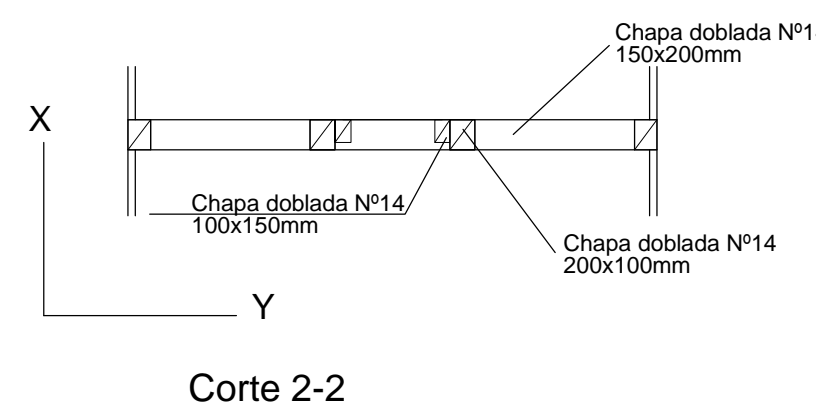 Chapa doblada Nº1
150x200mm
X
Chapa doblada Nº14
100x150mm
Chapa doblada Nº14
200x100mm
Y
Corte 2-2